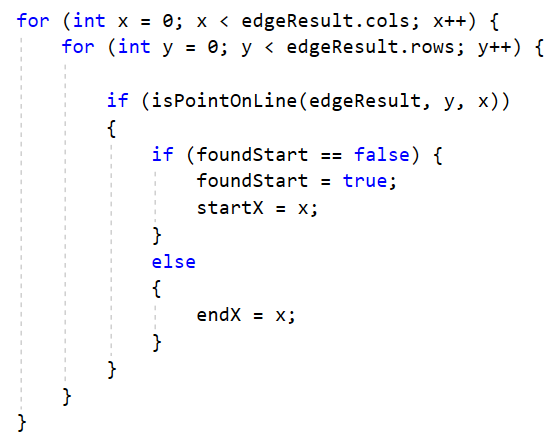 for (int x = 0; x < edgeResult.cols; x++) {
    for (int y = 0; y < edgeResult.rows; y++) {
        if (isPointOnLine(edgeResult, y, x))
        {
            if (foundStart == false) {
                foundStart = true;
                startX = x;
            }
            else
            {
                endX = x;
            }
        }
    }
}